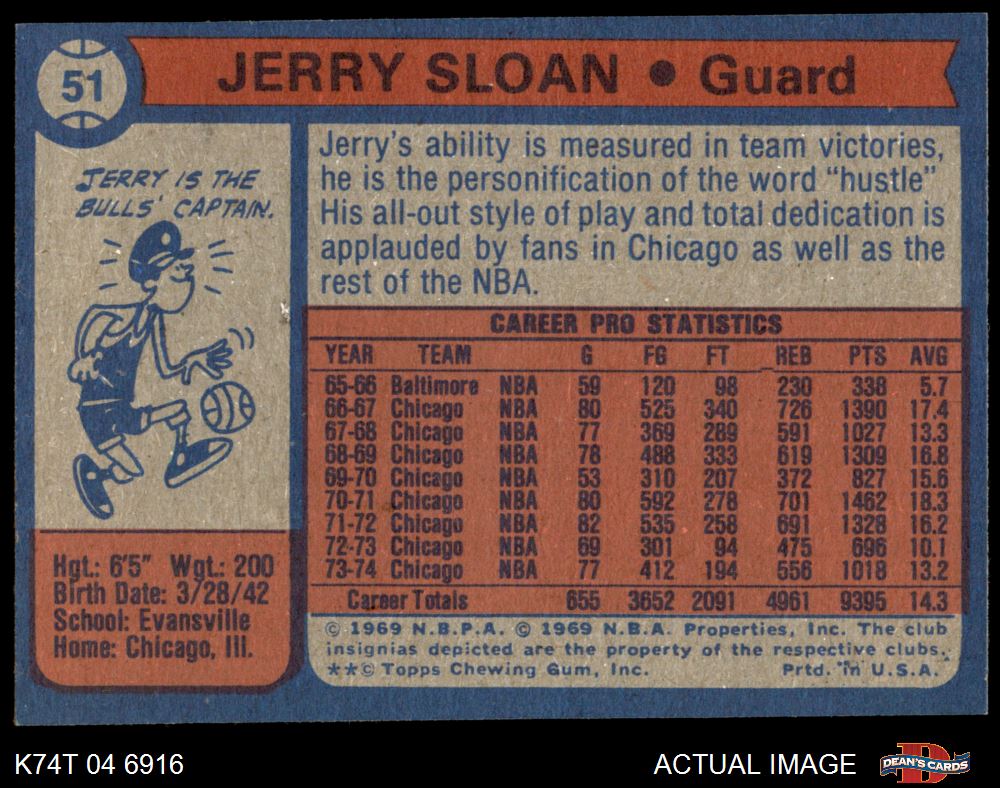 51
JERRY SLOAN • Guard
JERRY IS THE
BULLS' CAPTAIN.
Jerry's ability is measured in team victories,
he is the personification of the word "hustle"
His all-out style of play and total dedication is
applauded by fans in Chicago as well as the
rest of the NBA.
CAREER PRO STATISTICS
YEAR TEAM G FG FT REB PTS AVG
65-66 Baltimore NBA 59 120 98 230 338 5.7
66-67 Chicago NBA 80 525 340 726 1390 17.4
67-68 Chicago NBA 77 369 289 591 1027 13.3
68-69 Chicago NBA 78 488 333 619 1309 16.8
69-70 Chicago NBA 53 310 207 372 827 15.6
70-71 Chicago NBA 80 592 278 701 1462 18.3
71-72 Chicago NBA 82 535 258 691 1328 16.2
72-73 Chicago NBA 69 301 94 475 696 10.1
73-74 Chicago NBA 77 412 194 556 1018 13.2
Career Totals 655 3652 2091 4961 9395 14.3
Hgt.: 6'5" Wgt.: 200
Birth Date: 3/28/42
School: Evansville
Home: Chicago, Ill.
© 1969 N.B.P.A. © 1969 N.B.A. Properties, Inc. The club
insignias depicted are the property of the respective clubs.
**© Topps Chewing Gum, Inc. Prtd. in U.S.A.
K74T 04 6916
ACTUAL IMAGE
D
DEAN'S CARDS